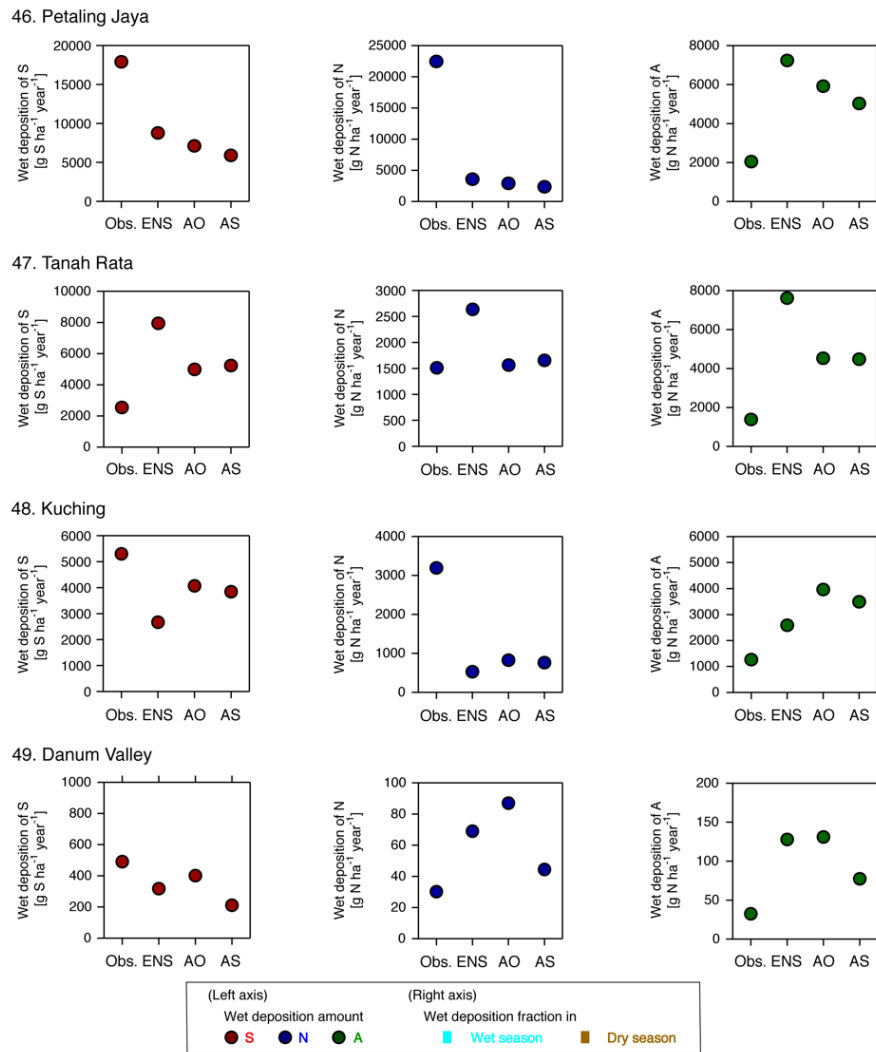 46. Petaling Jaya
Wet deposition of S
[g S ha⁻¹ year⁻¹]
20000
15000
10000
5000
0
Obs. ENS AO AS
Wet deposition of N
[g N ha⁻¹ year⁻¹]
25000
20000
15000
10000
5000
0
Obs. ENS AO AS
Wet deposition of A
[g N ha⁻¹ year⁻¹]
8000
6000
4000
2000
0
Obs. ENS AO AS
47. Tanah Rata
Wet deposition of S
[g S ha⁻¹ year⁻¹]
10000
8000
6000
4000
2000
0
Obs. ENS AO AS
Wet deposition of N
[g N ha⁻¹ year⁻¹]
3000
2500
2000
1500
1000
500
0
Obs. ENS AO AS
Wet deposition of A
[g N ha⁻¹ year⁻¹]
8000
6000
4000
2000
0
Obs. ENS AO AS
48. Kuching
Wet deposition of S
[g S ha⁻¹ year⁻¹]
6000
5000
4000
3000
2000
1000
0
Obs. ENS AO AS
Wet deposition of N
[g N ha⁻¹ year⁻¹]
4000
3000
2000
1000
0
Obs. ENS AO AS
Wet deposition of A
[g N ha⁻¹ year⁻¹]
6000
5000
4000
3000
2000
1000
0
Obs. ENS AO AS
49. Danum Valley
Wet deposition of S
[g S ha⁻¹ year⁻¹]
1000
800
600
400
200
0
Obs. ENS AO AS
Wet deposition of N
[g N ha⁻¹ year⁻¹]
100
80
60
40
20
0
Obs. ENS AO AS
Wet deposition of A
[g N ha⁻¹ year⁻¹]
200
150
100
50
0
Obs. ENS AO AS
(Left axis) (Right axis)
Wet deposition amount Wet deposition fraction in
S N A Wet season Dry season